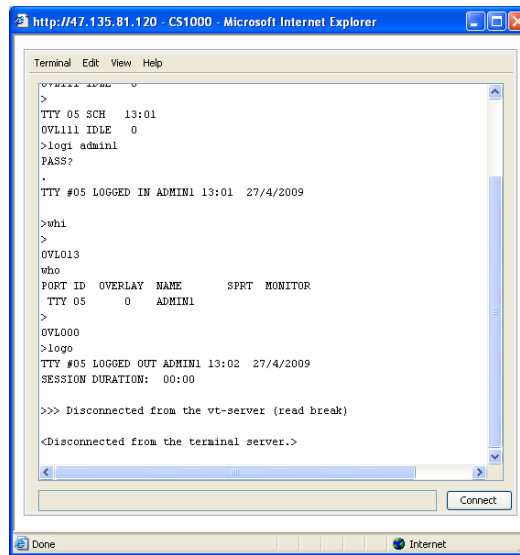 http://47.135.81.120 - CS1000 - Microsoft Internet Explorer
Terminal Edit View Help
OVL111 IDLE 0
>
TTY 05 SCH 13:01
OVL111 IDLE 0
>logi admin1
PASS?
.
TTY #05 LOGGED IN ADMIN1 13:01 27/4/2009
>whi
>
OVL013
who
PORT ID OVERLAY NAME SPRT MONITOR
TTY 05 0 ADMIN1
>
OVL000
>logo
TTY #05 LOGGED OUT ADMIN1 13:02 27/4/2009
SESSION DURATION: 00:00
>>> Disconnected from the vt-server (read break)
<Disconnected from the terminal server.>
Connect
Done Internet